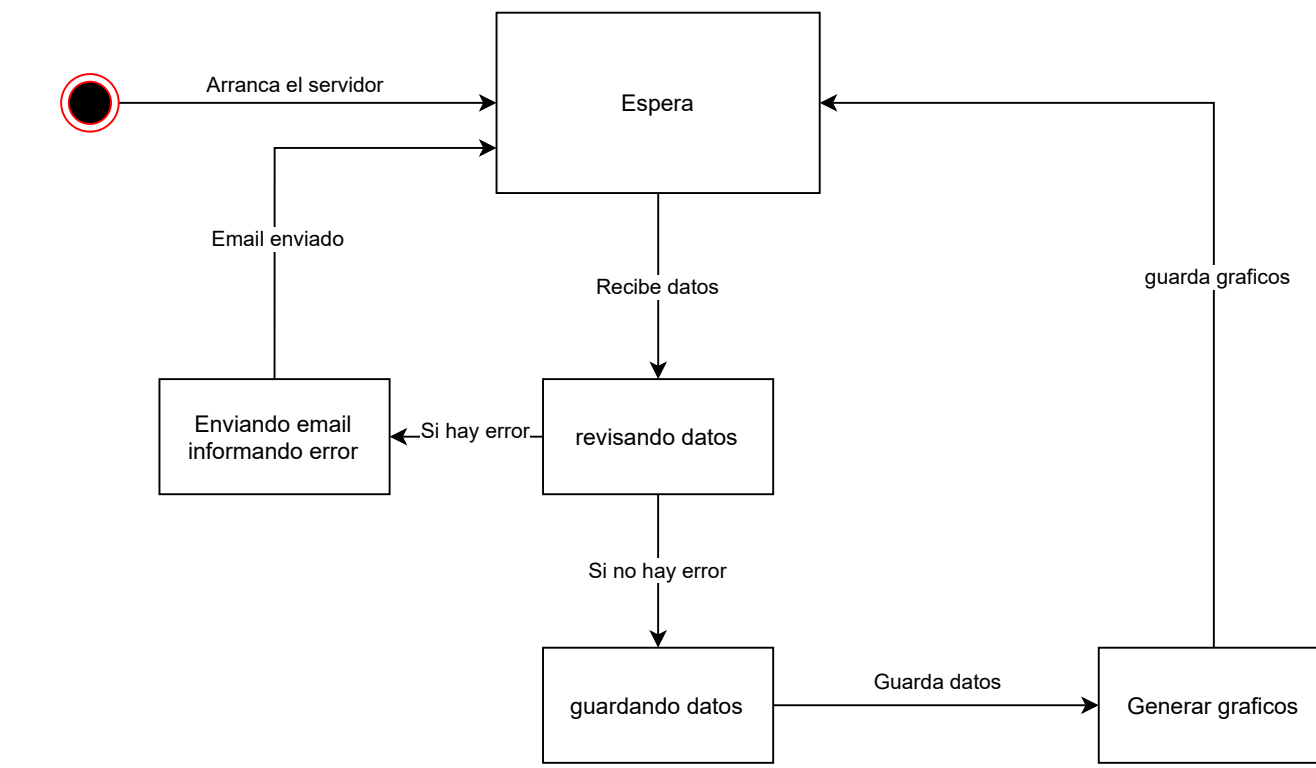 Arranca el servidor
Espera
Email enviado
Recibe datos
guarda graficos
Enviando email
informando error
Si hay error
revisando datos
Si no hay error
guardando datos
Guarda datos
Generar graficos